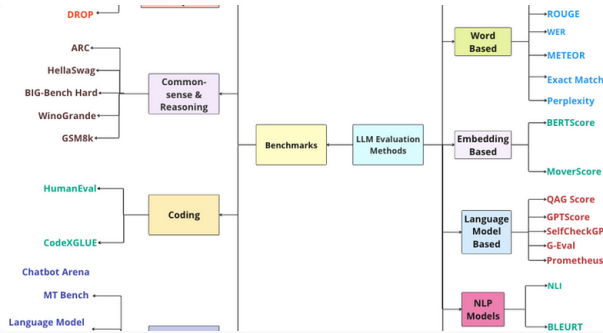 DROP
ARC
HellaSwag
BIG-Bench Hard
WinoGrande
GSM8k
Common-
sense &
Reasoning
HumanEval
CodeXGLUE
Coding
Chatbot Arena
MT Bench
Language Model
Benchmarks
LLM Evaluation
Methods
Word
Based
ROUGE
WER
METEOR
Exact Match
Perplexity
Embedding
Based
BERTScore
MoverScore
Language
Model
Based
QAG Score
GPTScore
SelfCheckGP
G-Eval
Prometheus
NLP
Models
NLI
BLEURT